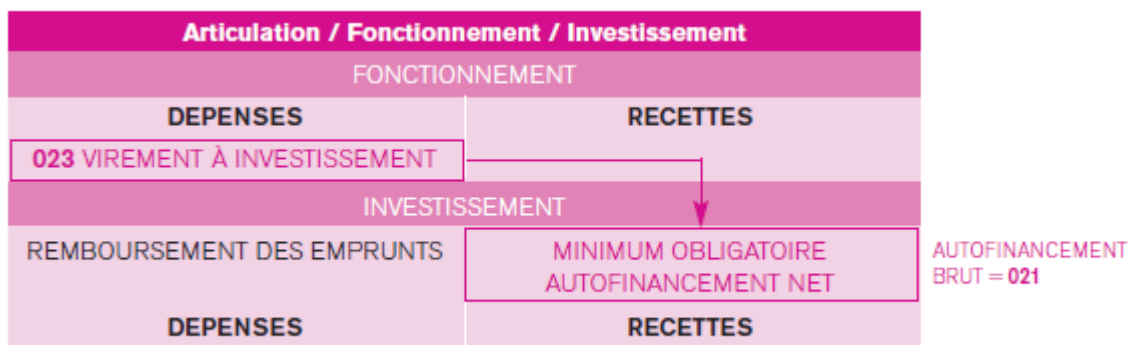 Articulation / Fonctionnement / Investissement
FONCTIONNEMENT
DEPENSES RECETTES
023 VIREMENT À INVESTISSEMENT
INVESTISSEMENT
REMBOURSEMENT DES EMPRUNTS
MINIMUM OBLIGATOIRE
AUTOFINANCEMENT NET
AUTOFINANCEMENT
BRUT = 021
DEPENSES RECETTES